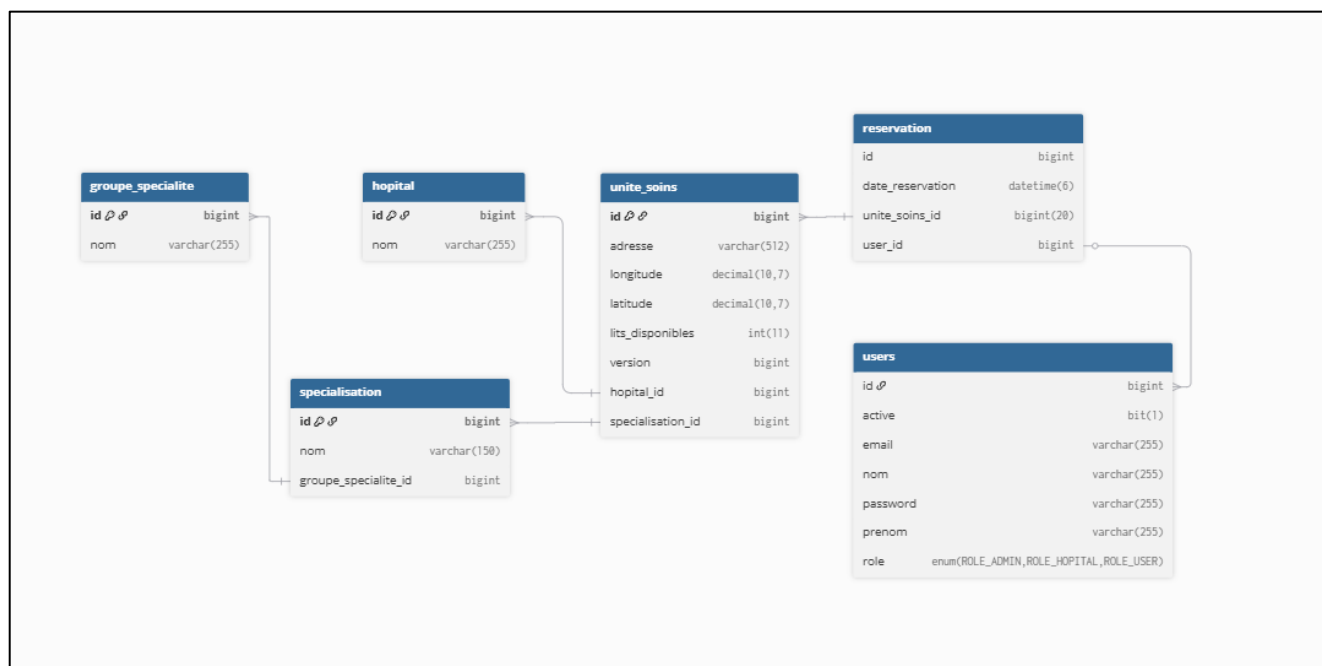 groupe_specialite
id bigint
nom varchar(255)
hopital
id bigint
nom varchar(255)
specialisation
id bigint
nom varchar(150)
groupe_specialite_id bigint
unite_soins
id bigint
adresse varchar(512)
longitude decimal(10,7)
latitude decimal(10,7)
lits_disponibles int(11)
version bigint
hopital_id bigint
specialisation_id bigint
reservation
id bigint
date_reservation datetime(6)
unite_soins_id bigint(20)
user_id bigint
users
id bigint
active bit(1)
email varchar(255)
nom varchar(255)
password varchar(255)
prenom varchar(255)
role enum(ROLE_ADMIN,ROLE_HOPITAL,ROLE_USER)